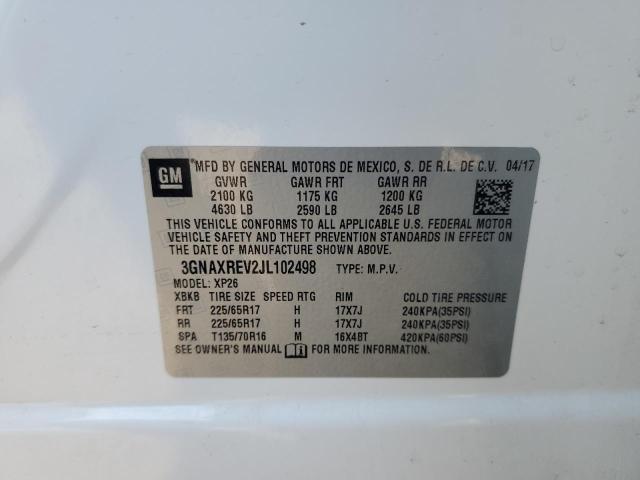 GM
*MFD BY GENERAL MOTORS DE MEXICO, S. DE R.L. DE C.V. 04/17
GVWR GAWR FRT GAWR RR
2100 KG 1175 KG 1200 KG
4630 LB 2590 LB 2645 LB
THIS VEHICLE CONFORMS TO ALL APPLICABLE U.S. FEDERAL MOTOR
VEHICLE SAFETY AND THEFT PREVENTION STANDARDS IN EFFECT ON
THE DATE OF MANUFACTURE SHOWN ABOVE.
3GNAXREV2JL102498 TYPE: M.P.V.
MODEL: XP26
XBKB TIRE SIZE SPEED RTG RIM COLD TIRE PRESSURE
FRT 225/65R17 H 17X7J 240KPA(35PSI)
RR 225/65R17 H 17X7J 240KPA(35PSI)
SPA T135/70R16 M 16X4BT 420KPA(60PSI)
SEE OWNER'S MANUAL FOR MORE INFORMATION.